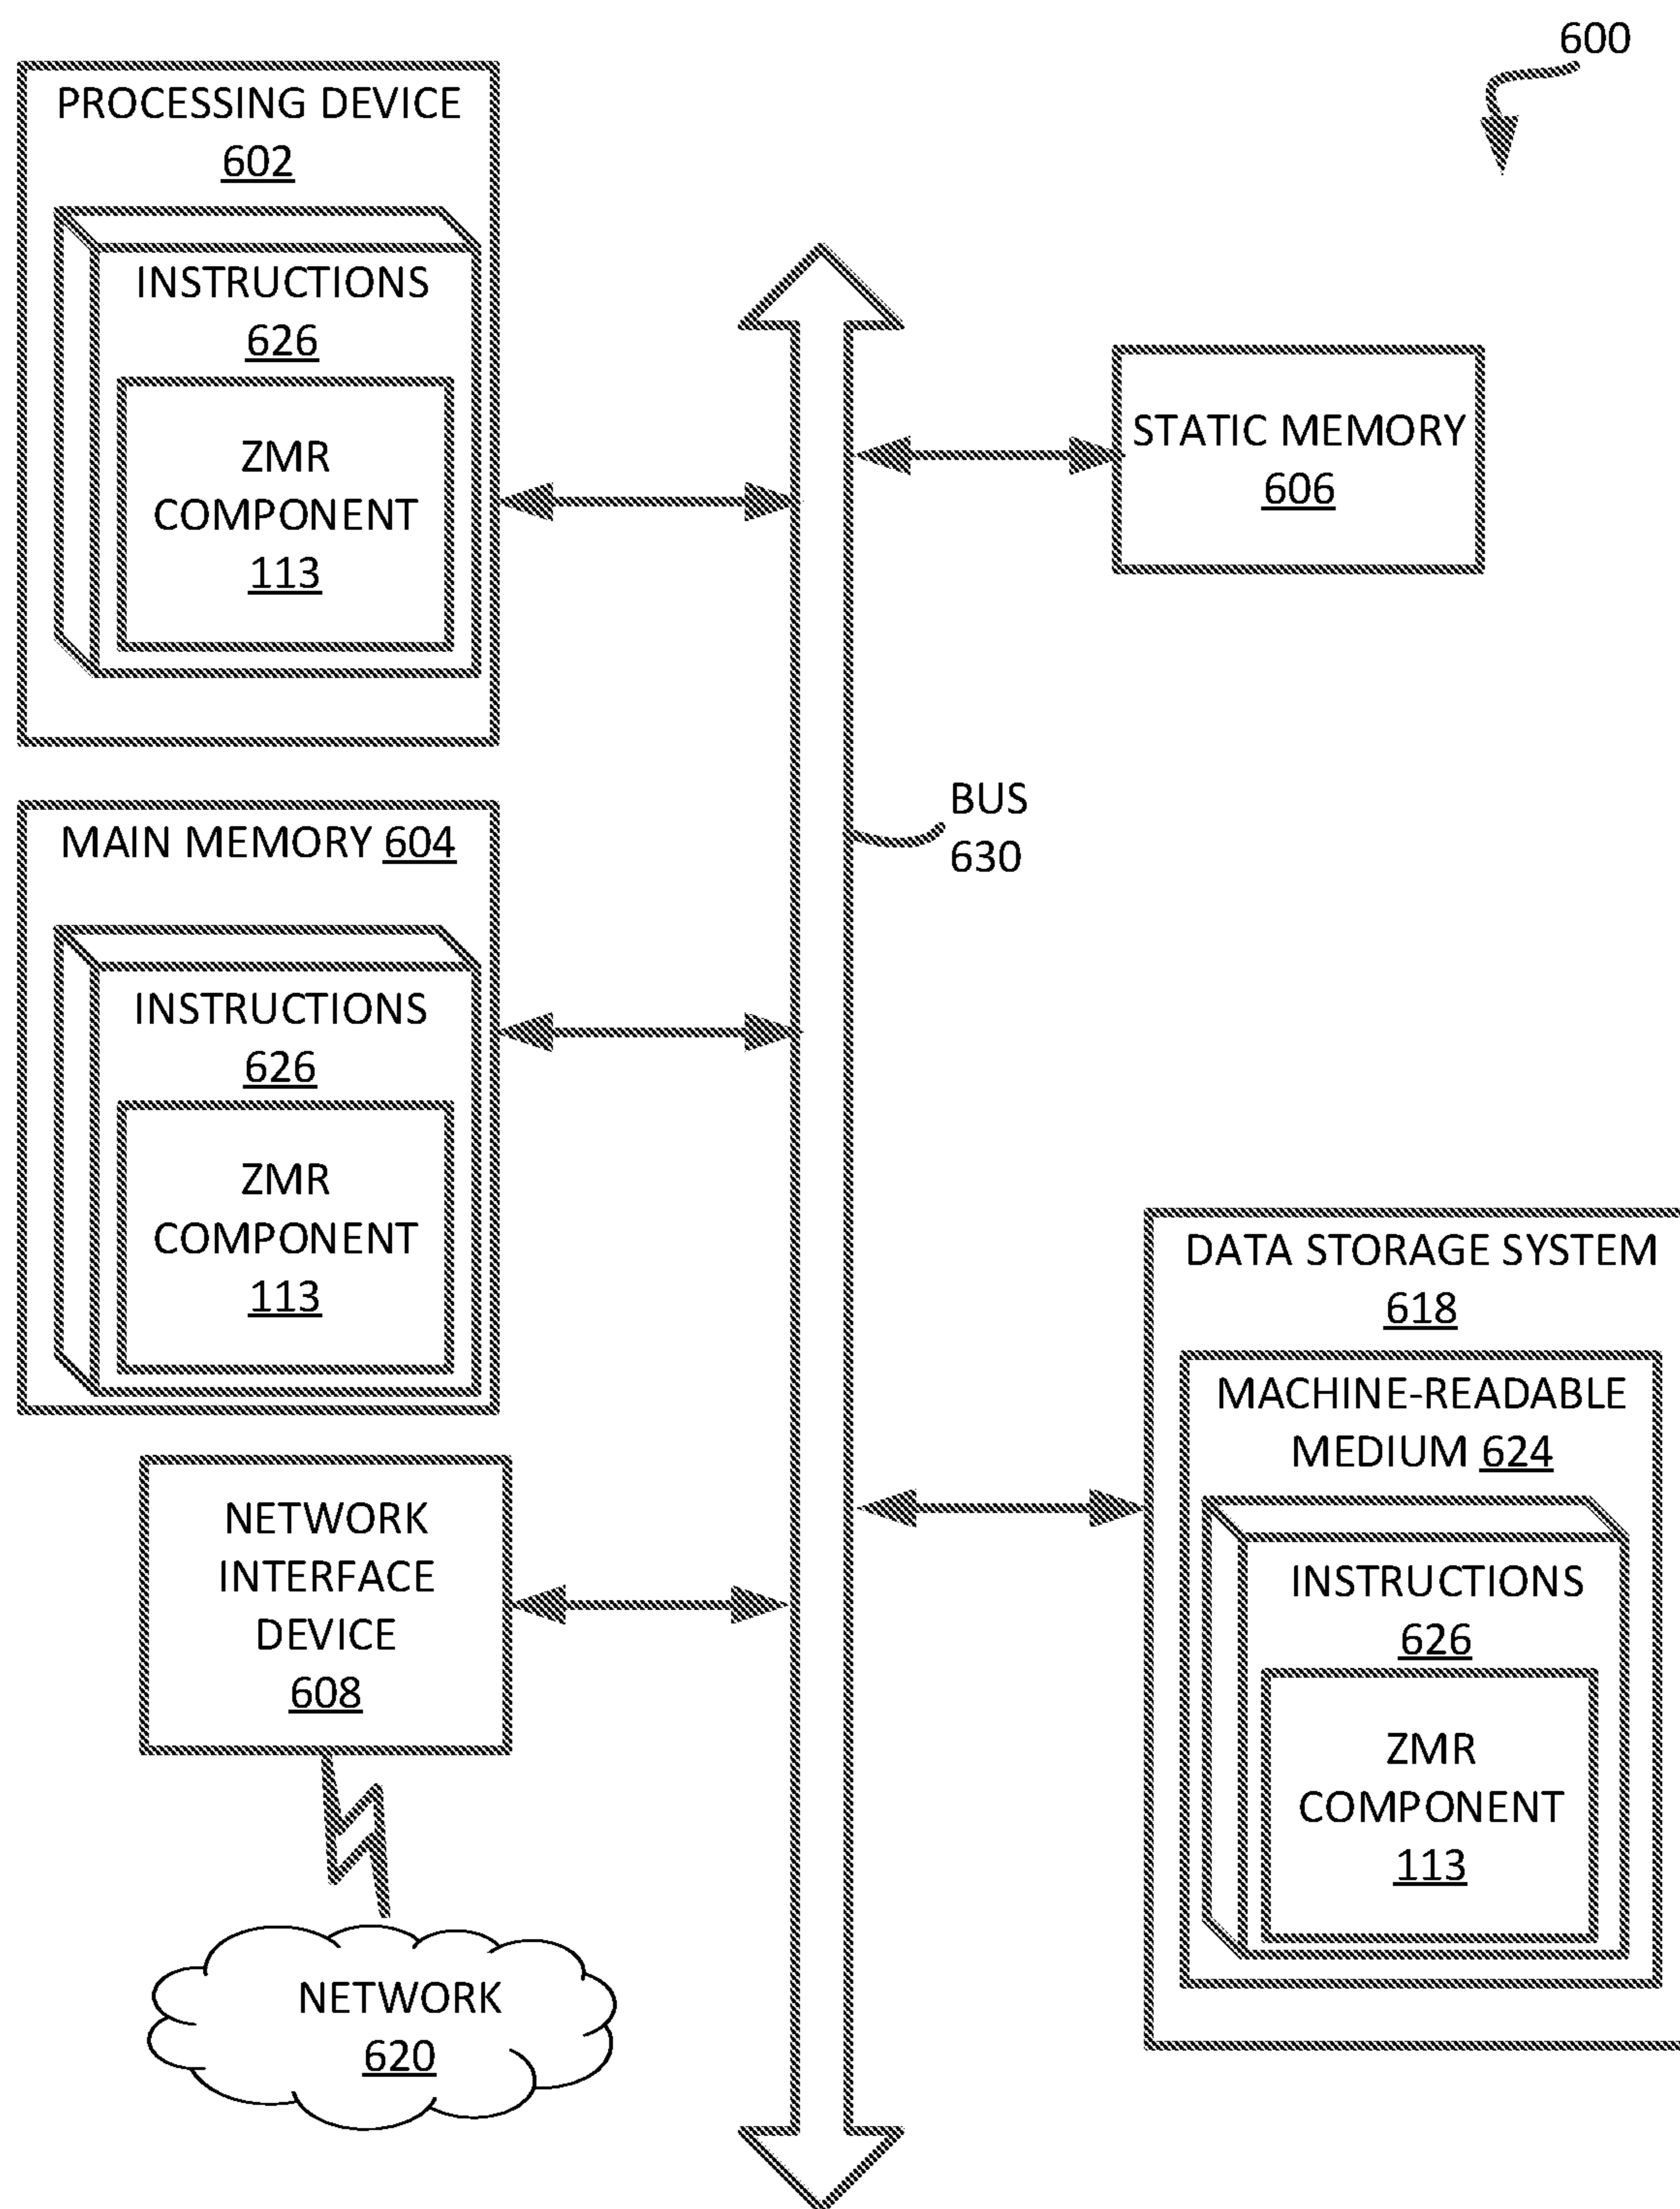 600
PROCESSING DEVICE
602
INSTRUCTIONS
626
ZMR
COMPONENT
113
STATIC MEMORY
606
BUS
630
MAIN MEMORY 604
INSTRUCTIONS
626
ZMR
COMPONENT
113
DATA STORAGE SYSTEM
618
MACHINE-READABLE
MEDIUM 624
INSTRUCTIONS
626
ZMR
COMPONENT
113
NETWORK
INTERFACE
DEVICE
608
NETWORK
620